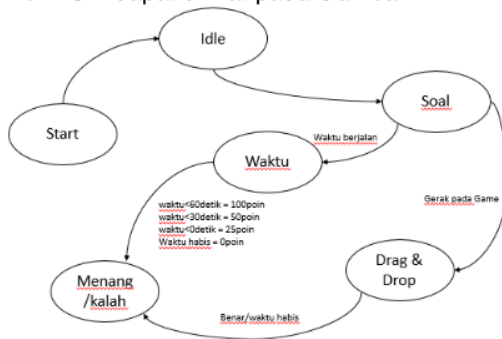 Idle
Soal
Start
Waktu berjalan
Waktu
Gerak pada Game
waktu<60detik = 100poin
waktu<30detik = 50poin
waktu<0detik = 25poin
Waktu habis = 0poin
Drag &
Drop
Menang
/kalah
Benar/waktu habis